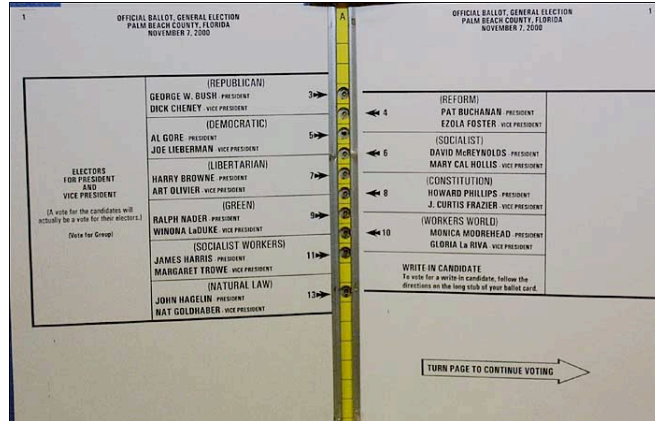 1
OFFICIAL BALLOT, GENERAL ELECTION
PALM BEACH COUNTY, FLORIDA
NOVEMBER 7, 2000
ELECTORS
FOR PRESIDENT
AND
VICE PRESIDENT
(A vote for the candidates will
actually be a vote for their electors.)
(Vote for Group)
(REPUBLICAN)
GEORGE W. BUSH - PRESIDENT
DICK CHENEY - VICE PRESIDENT
3
(DEMOCRATIC)
AL GORE - PRESIDENT
JOE LIEBERMAN - VICE PRESIDENT
5
(LIBERTARIAN)
HARRY BROWNE - PRESIDENT
ART OLIVIER - VICE PRESIDENT
7
(GREEN)
RALPH NADER - PRESIDENT
WINONA LaDUKE - VICE PRESIDENT
9
(SOCIALIST WORKERS)
JAMES HARRIS - PRESIDENT
MARGARET TROWE - VICE PRESIDENT
11
(NATURAL LAW)
JOHN HAGELIN - PRESIDENT
NAT GOLDHABER - VICE PRESIDENT
13
A
OFFICIAL BALLOT, GENERAL ELECTION
PALM BEACH COUNTY, FLORIDA
NOVEMBER 7, 2000
1
(REFORM)
4 PAT BUCHANAN - PRESIDENT
EZOLA FOSTER - VICE PRESIDENT
(SOCIALIST)
6 DAVID McREYNOLDS - PRESIDENT
MARY CAL HOLLIS - VICE PRESIDENT
(CONSTITUTION)
8 HOWARD PHILLIPS - PRESIDENT
J. CURTIS FRAZIER - VICE PRESIDENT
(WORKERS WORLD)
10 MONICA MOOREHEAD - PRESIDENT
GLORIA La RIVA - VICE PRESIDENT
WRITE-IN CANDIDATE
To vote for a write-in candidate, follow the
directions on the long stub of your ballot card.
TURN PAGE TO CONTINUE VOTING